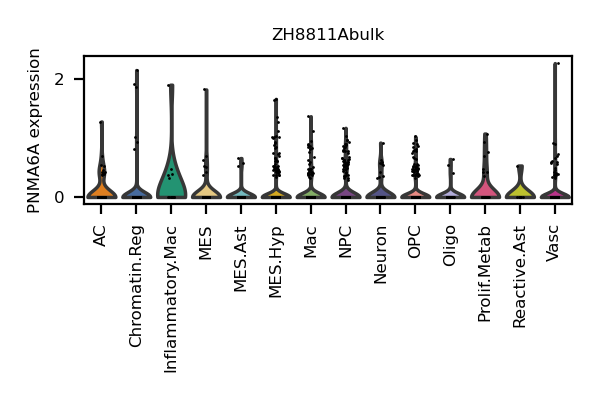 ZH8811Abulk
PNMA6A expression
2
0
AC
Chromatin.Reg
Inflammatory.Mac
MES
MES.Ast
MES.Hyp
Mac
NPC
Neuron
OPC
Oligo
Prolif.Metab
Reactive.Ast
Vasc